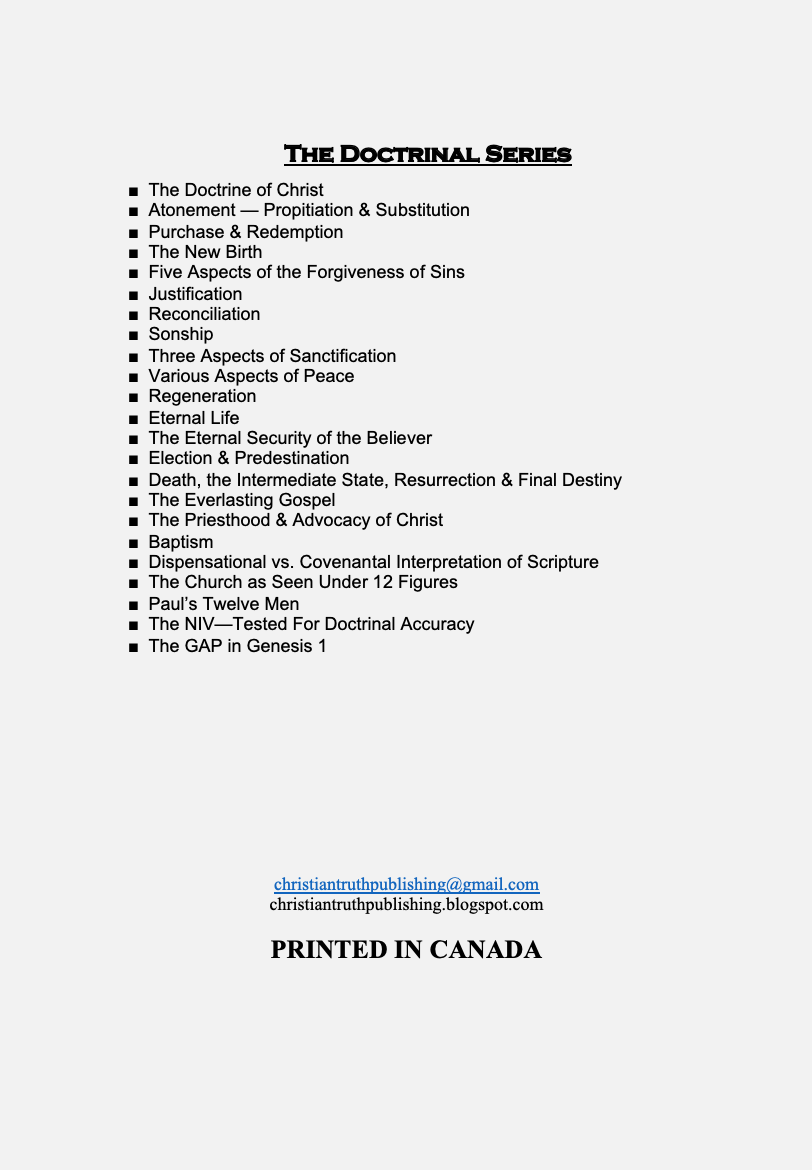 The Doctrinal Series
■ The Doctrine of Christ
■ Atonement — Propitiation & Substitution
■ Purchase & Redemption
■ The New Birth
■ Five Aspects of the Forgiveness of Sins
■ Justification
■ Reconciliation
■ Sonship
■ Three Aspects of Sanctification
■ Various Aspects of Peace
■ Regeneration
■ Eternal Life
■ The Eternal Security of the Believer
■ Election & Predestination
■ Death, the Intermediate State, Resurrection & Final Destiny
■ The Everlasting Gospel
■ The Priesthood & Advocacy of Christ
■ Baptism
■ Dispensational vs. Covenantal Interpretation of Scripture
■ The Church as Seen Under 12 Figures
■ Paul’s Twelve Men
■ The NIV—Tested For Doctrinal Accuracy
■ The GAP in Genesis 1
christiantruthpublishing@gmail.com
christiantruthpublishing.blogspot.com
PRINTED IN CANADA